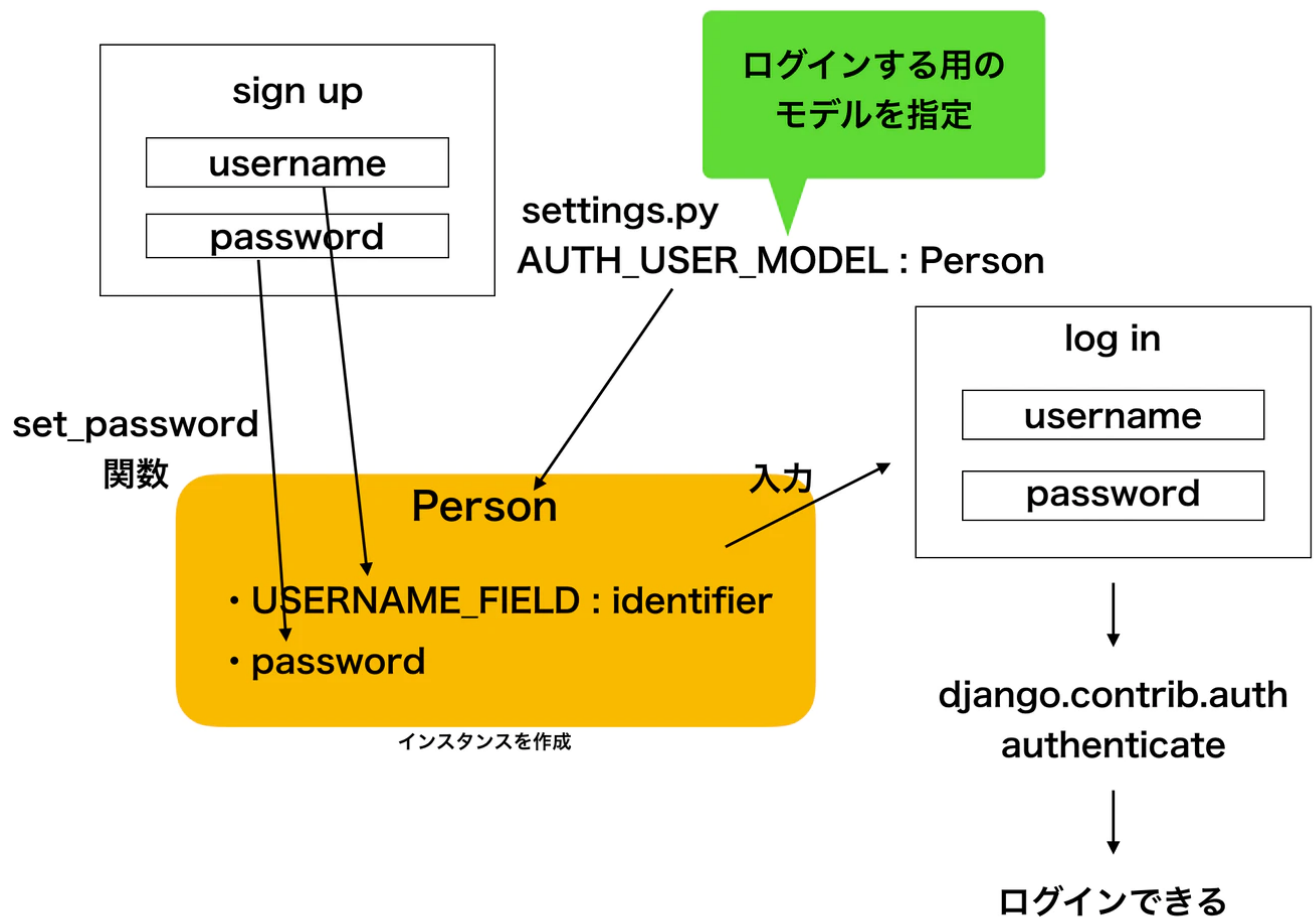 sign up
username
password
ログインする用の
モデルを指定
settings.py
AUTH_USER_MODEL : Person
log in
username
password
set_password
関数
入力
Person
・USERNAME_FIELD : identifier
・password
インスタンスを作成
django.contrib.auth
authenticate
ログインできる